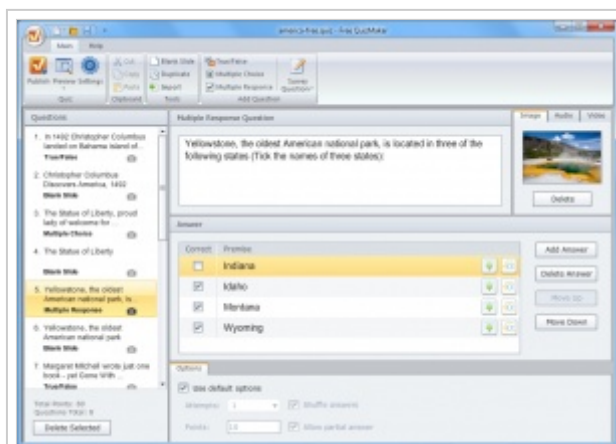 america-free.quiz - Free QuizMaker
Main Help
Publish Preview Settings
Cut
Copy
Paste
Blank Slide
Duplicate
Import
True/False
Multiple Choice
Multiple Response
Survey
Question
Quiz Clipboard Tools Add Question
Questions
1. In 1492 Christopher Columbus
landed on Bahama Island of...
True/False
2. Christopher Columbus
Discovers America, 1492
Blank Slide
3. The Statue of Liberty, proud
lady of welcome for ...
Multiple Choice
4. The Statue of Liberty
Blank Slide
5. Yellowstone, the oldest
American national park, is...
Multiple Response
6. Yellowstone, the oldest
American national park
Blank Slide
7. Margaret Mitchell wrote just one
book - yet Gone With ...
True/False
Delete Selected
Multiple Response Question
Yellowstone, the oldest American national park, is located in three of the
following states (Tick the names of three states):
Image Audio Video
Delete
Answer
Correct Premise
Indiana
Idaho
Montana
Wyoming
Add Answer
Delete Answer
Move Up
Move Down
Options
Use default options
Attempts: 1 Shuffle answers
Points: 10 Allow partial answer